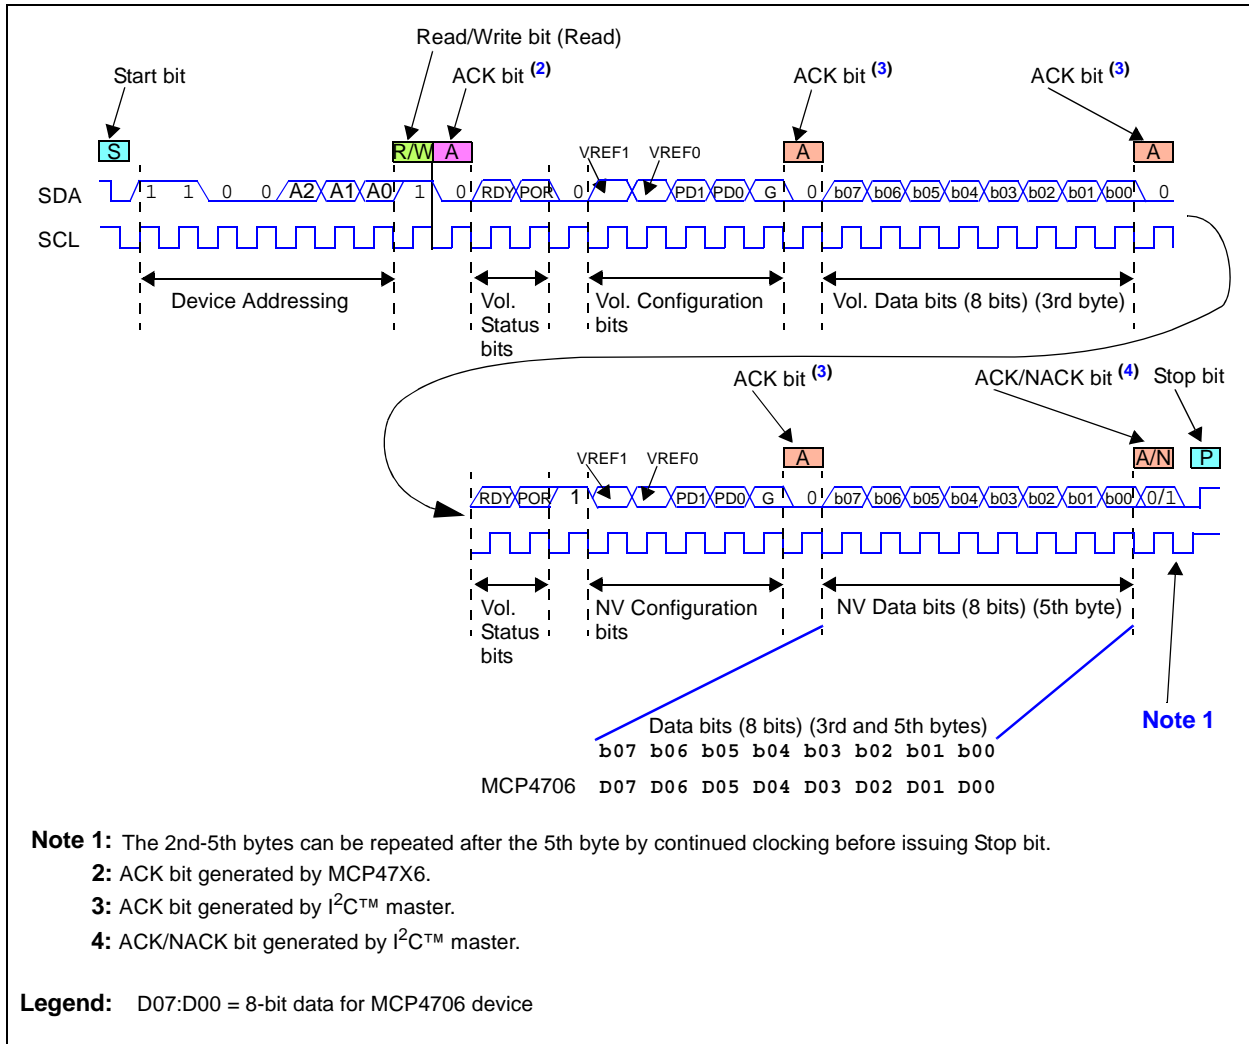 Read/Write bit (Read)
Start bit
ACK bit (2)
ACK bit (3)
ACK bit (3)
S
R/W
A
A
A
VREF1
VREF0
SDA
1 1 0 0 A2 A1 A0 1 0 RDY POR 0 PD1 PD0 G 0 b07 b06 b05 b04 b03 b02 b01 b00 0
SCL
Device Addressing
Vol.
Status
bits
Vol. Configuration
bits
Vol. Data bits (8 bits) (3rd byte)
ACK bit (3)
ACK/NACK bit (4)
Stop bit
VREF1
VREF0
A
A/N
P
RDY POR 1 PD1 PD0 G 0 b07 b06 b05 b04 b03 b02 b01 b00 0/1
Vol.
Status
bits
NV Configuration
bits
NV Data bits (8 bits) (5th byte)
Note 1
Data bits (8 bits) (3rd and 5th bytes)
b07 b06 b05 b04 b03 b02 b01 b00
MCP4706 D07 D06 D05 D04 D03 D02 D01 D00
Note 1: The 2nd-5th bytes can be repeated after the 5th byte by continued clocking before issuing Stop bit.
2: ACK bit generated by MCP47X6.
3: ACK bit generated by I2C™ master.
4: ACK/NACK bit generated by I2C™ master.
Legend: D07:D00 = 8-bit data for MCP4706 device